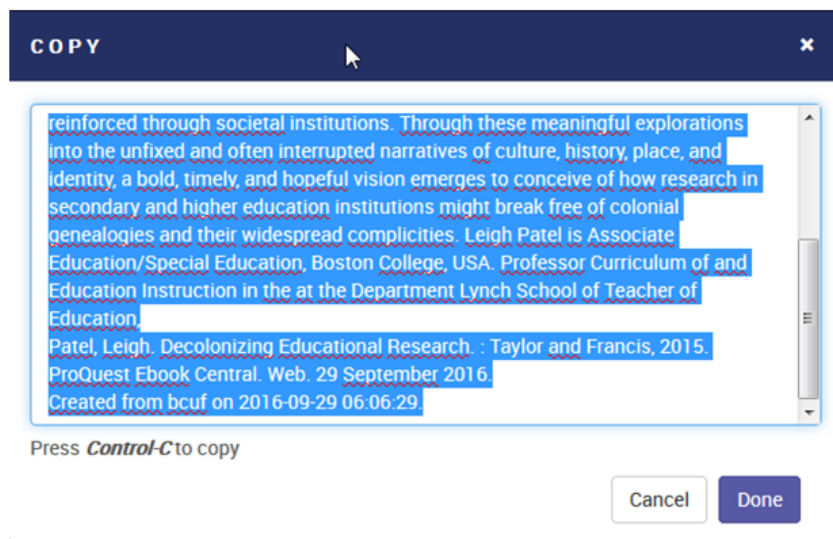 COPY
reinforced through societal institutions. Through these meaningful explorations
into the unfixed and often interrupted narratives of culture, history, place, and
identity, a bold, timely, and hopeful vision emerges to conceive of how research in
secondary and higher education institutions might break free of colonial
genealogies and their widespread complicities. Leigh Patel is Associate
Education/Special Education, Boston College, USA. Professor Curriculum of and
Education Instruction in the at the Department Lynch School of Teacher of
Education,
Patel, Leigh. Decolonizing Educational Research. : Taylor and Francis, 2015.
ProQuest Ebook Central. Web. 29 September 2016.
Created from bcuf on 2016-09-29 06:06:29.
Press Control-C to copy
Cancel Done